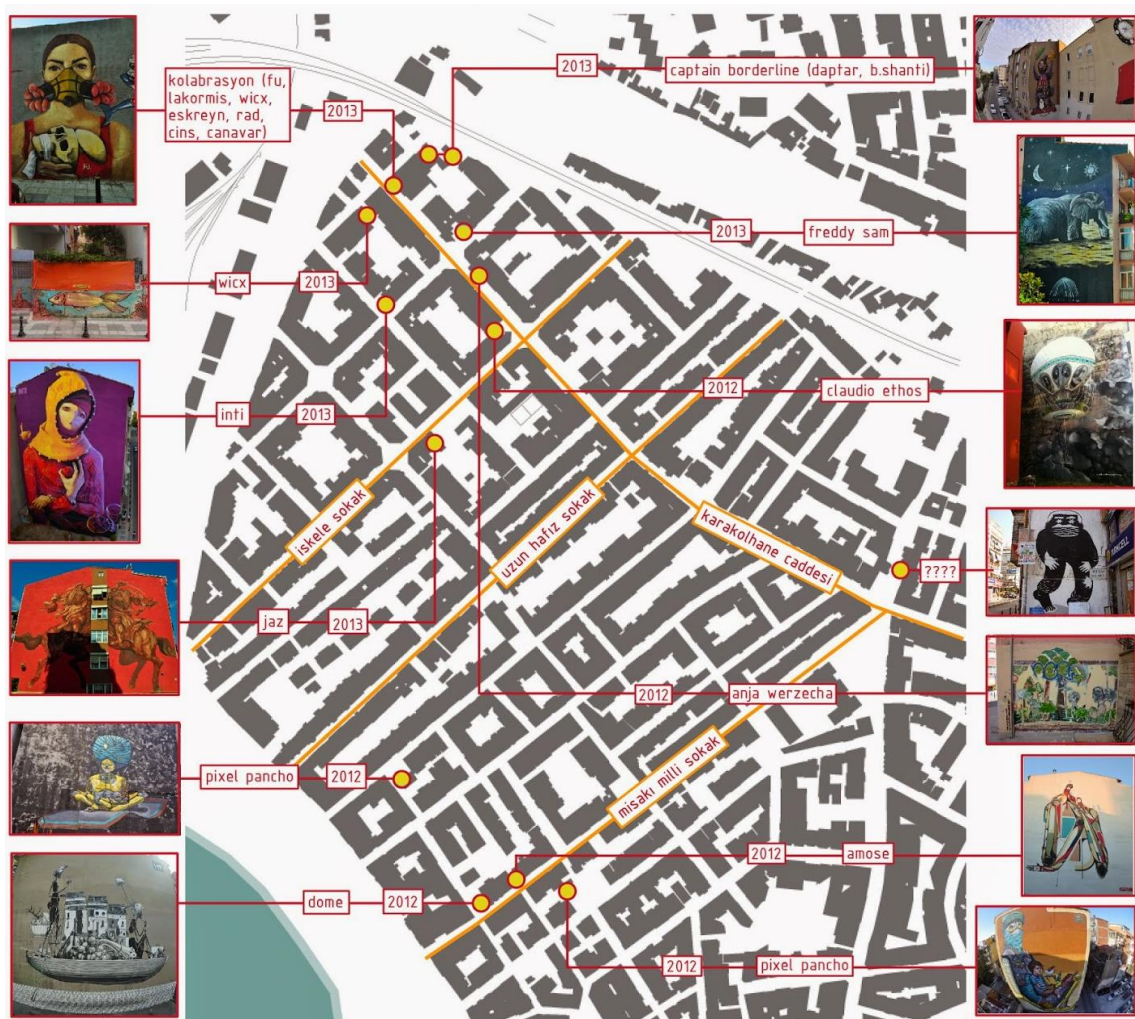 kolabrasyon (fu,
lakormis, wicx,
eskreyn, rad,
cins, canavar)
2013
2013
captain borderline (daptar, b.shanti)
2013
freddy sam
wicx
2013
2012
claudio ethos
inti
2013
iskele sokak
uzun hafız sokak
karakolhane caddesi
????
jaz
2013
2012
anja werzecha
misakı milli sokak
pixel pancho
2012
2012
amose
dome
2012
2012
pixel pancho